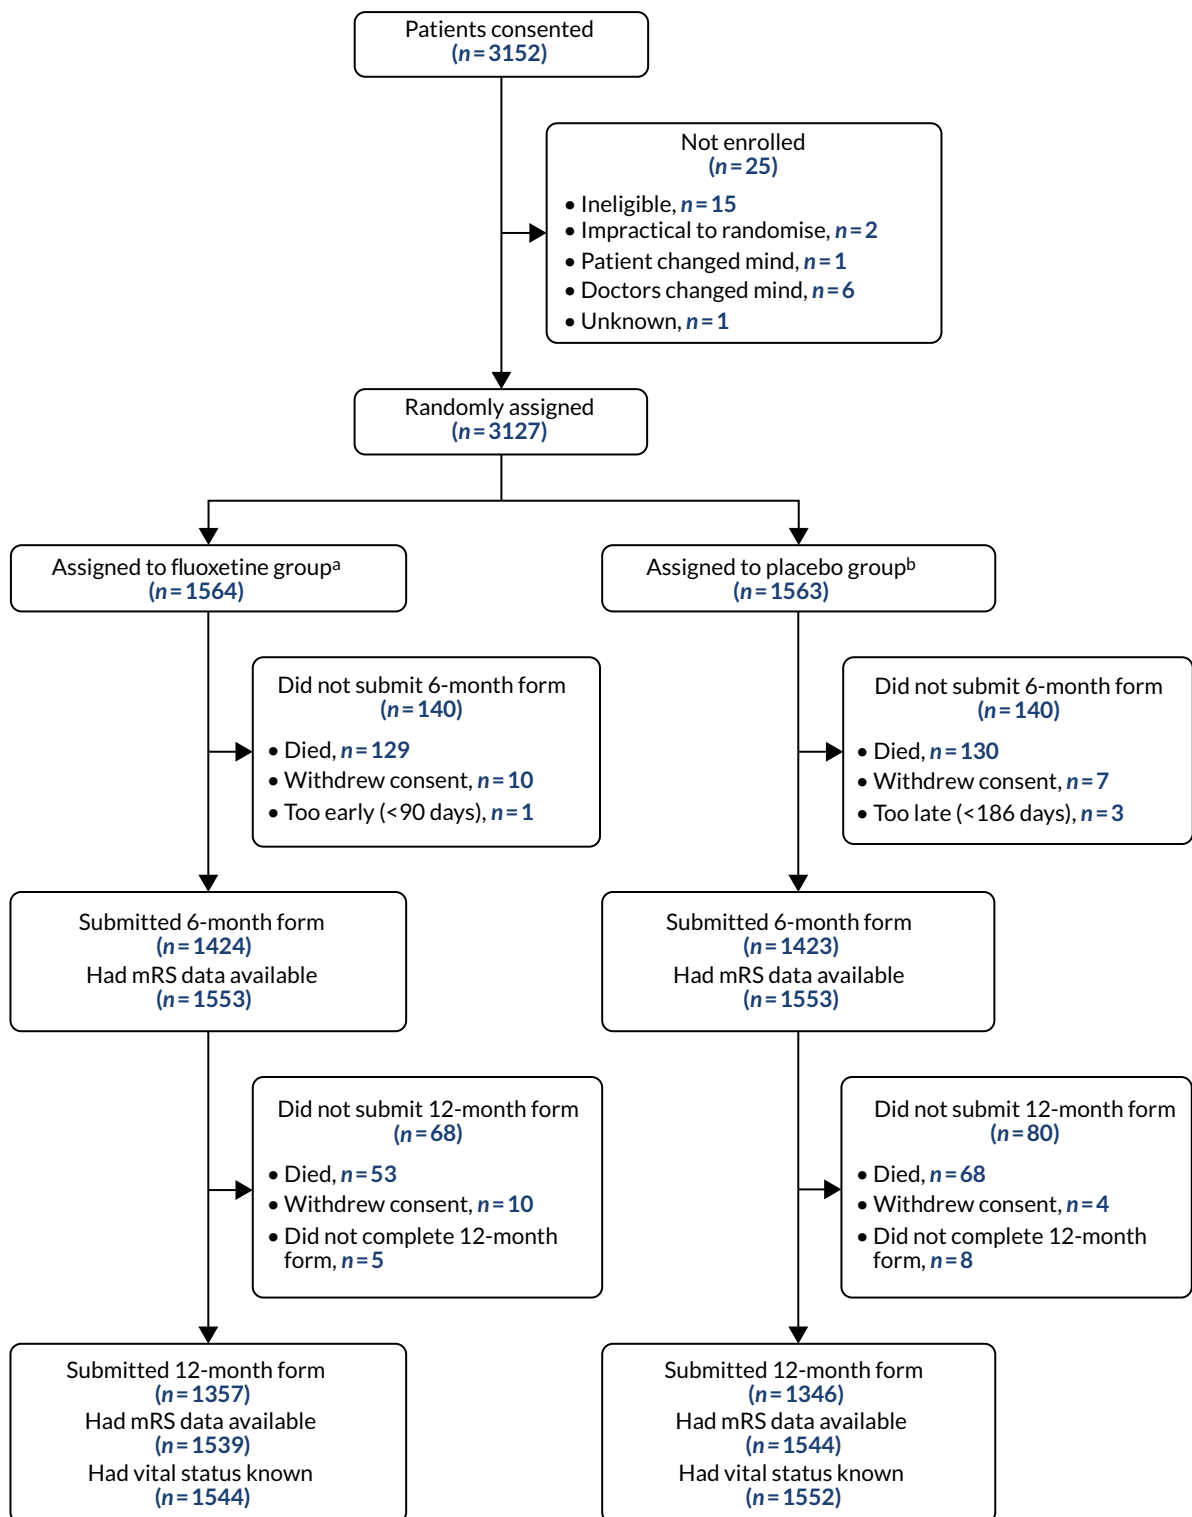 Patients consented
(n=3152)
Not enrolled
(n=25)
• Ineligible, n=15
• Impractical to randomise, n=2
• Patient changed mind, n=1
• Doctors changed mind, n=6
• Unknown, n=1
Randomly assigned
(n=3127)
Assigned to fluoxetine groupᵃ
(n=1564)
Assigned to placebo groupᵇ
(n=1563)
Did not submit 6-month form
(n=140)
• Died, n=129
• Withdrew consent, n=10
• Too early (<90 days), n=1
Did not submit 6-month form
(n=140)
• Died, n=130
• Withdrew consent, n=7
• Too late (<186 days), n=3
Submitted 6-month form
(n=1424)
Had mRS data available
(n=1553)
Submitted 6-month form
(n=1423)
Had mRS data available
(n=1553)
Did not submit 12-month form
(n=68)
• Died, n=53
• Withdrew consent, n=10
• Did not complete 12-month
form, n=5
Did not submit 12-month form
(n=80)
• Died, n=68
• Withdrew consent, n=4
• Did not complete 12-month
form, n=8
Submitted 12-month form
(n=1357)
Had mRS data available
(n=1539)
Had vital status known
(n=1544)
Submitted 12-month form
(n=1346)
Had mRS data available
(n=1544)
Had vital status known
(n=1552)